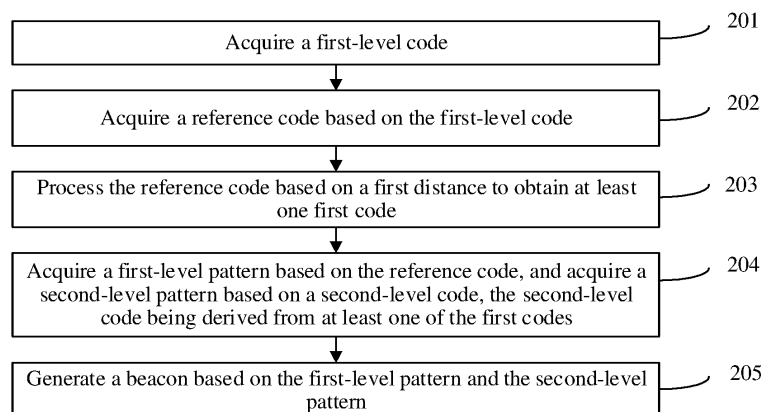 Acquire a first-level code
201
Acquire a reference code based on the first-level code
202
Process the reference code based on a first distance to obtain at least
one first code
203
Acquire a first-level pattern based on the reference code, and acquire a
second-level pattern based on a second-level code, the second-level
code being derived from at least one of the first codes
204
Generate a beacon based on the first-level pattern and the second-level
pattern
205